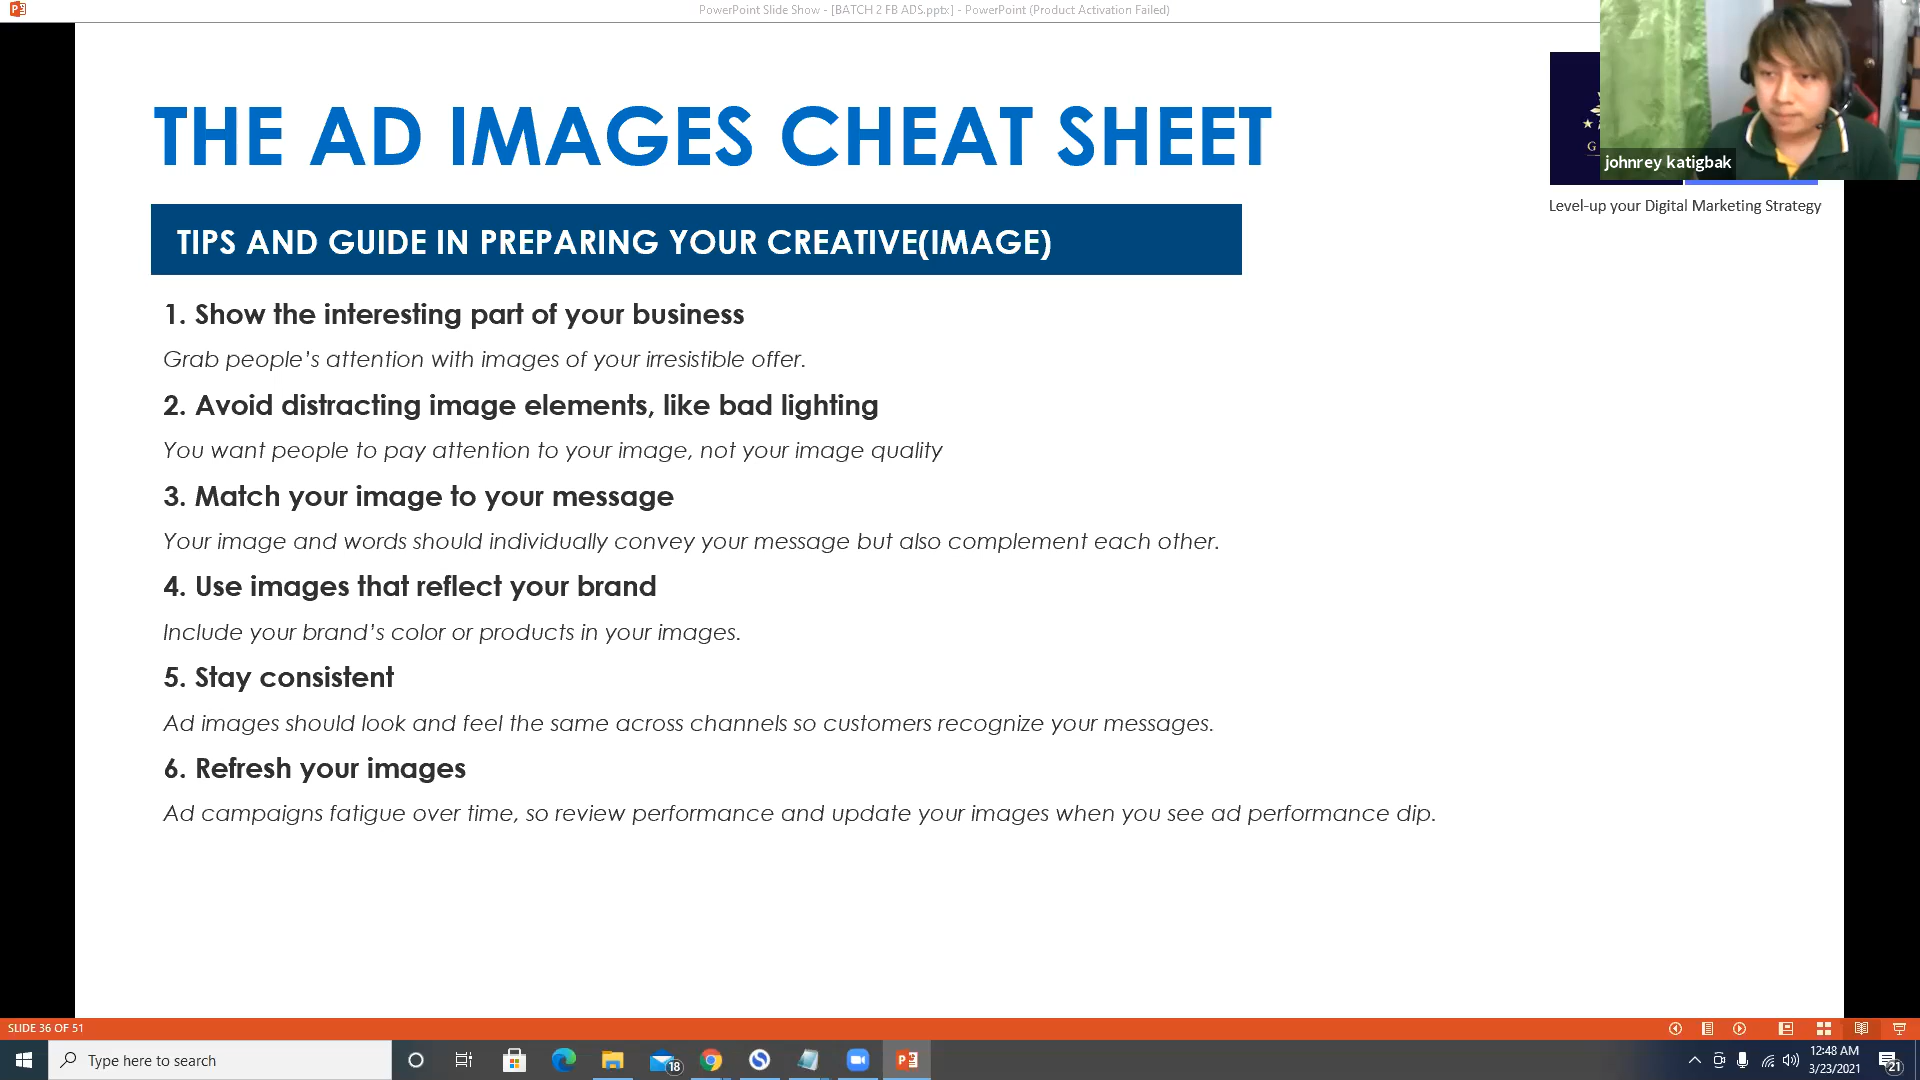 PowerPoint Slide Show - [BATCH 2 FB ADS.pptx] - PowerPoint (Product Activation Failed)
THE AD IMAGES CHEAT SHEET
johnrey katigbak
Level-up your Digital Marketing Strategy
TIPS AND GUIDE IN PREPARING YOUR CREATIVE(IMAGE)
1. Show the interesting part of your business
Grab people’s attention with images of your irresistible offer.
2. Avoid distracting image elements, like bad lighting
You want people to pay attention to your image, not your image quality
3. Match your image to your message
Your image and words should individually convey your message but also complement each other.
4. Use images that reflect your brand
Include your brand’s color or products in your images.
5. Stay consistent
Ad images should look and feel the same across channels so customers recognize your messages.
6. Refresh your images
Ad campaigns fatigue over time, so review performance and update your images when you see ad performance dip.
SLIDE 36 OF 51
Type here to search
18
12:48 AM
3/23/2021
21